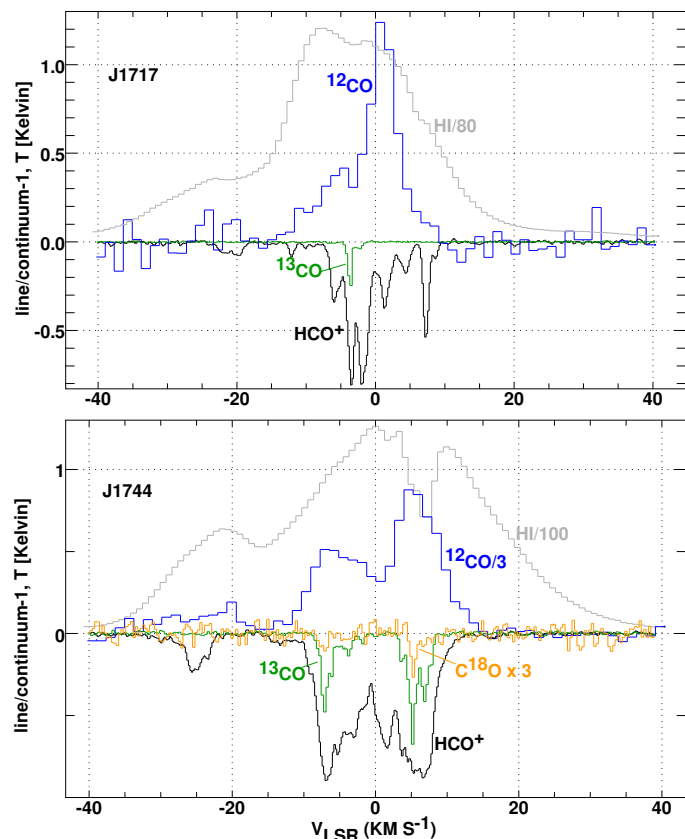 line/continuum-1, T [Kelvin]
1.0
0.5
0.0
-0.5
J1717
¹²CO
HI/80
¹³CO
HCO⁺
-40
-20
0
20
40
line/continuum-1, T [Kelvin]
1
0
J1744
HI/100
¹²CO/3
¹³CO
C¹⁸O x 3
HCO⁺
-40
-20
0
20
40
V_LSR (KM S⁻¹)